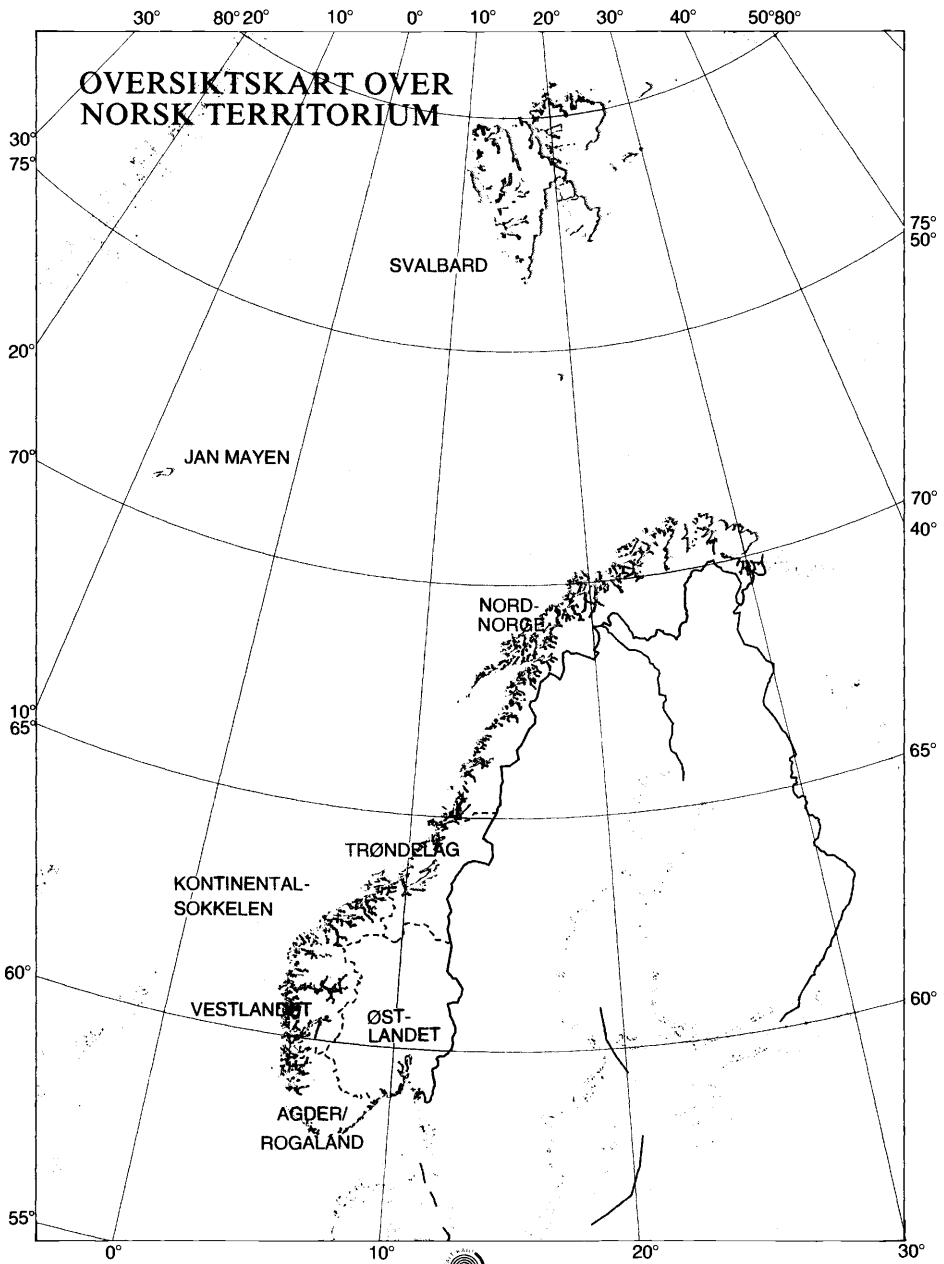 30° 80° 20° 10° 0° 10° 20° 30° 40° 50° 80°
OVERSIKTSKART OVER
NORSK TERRITORIUM
30°
75°
75°
50°
SVALBARD
20°
70°
JAN MAYEN
70°
40°
NORD-
NORGE
10°
65°
65°
TRØNDELAG
KONTINENTAL-
SOKKELEN
60°
60°
VESTLANDET
ØST-
LANDET
AGDER/
ROGALAND
55°
0° 10° 20° 30°